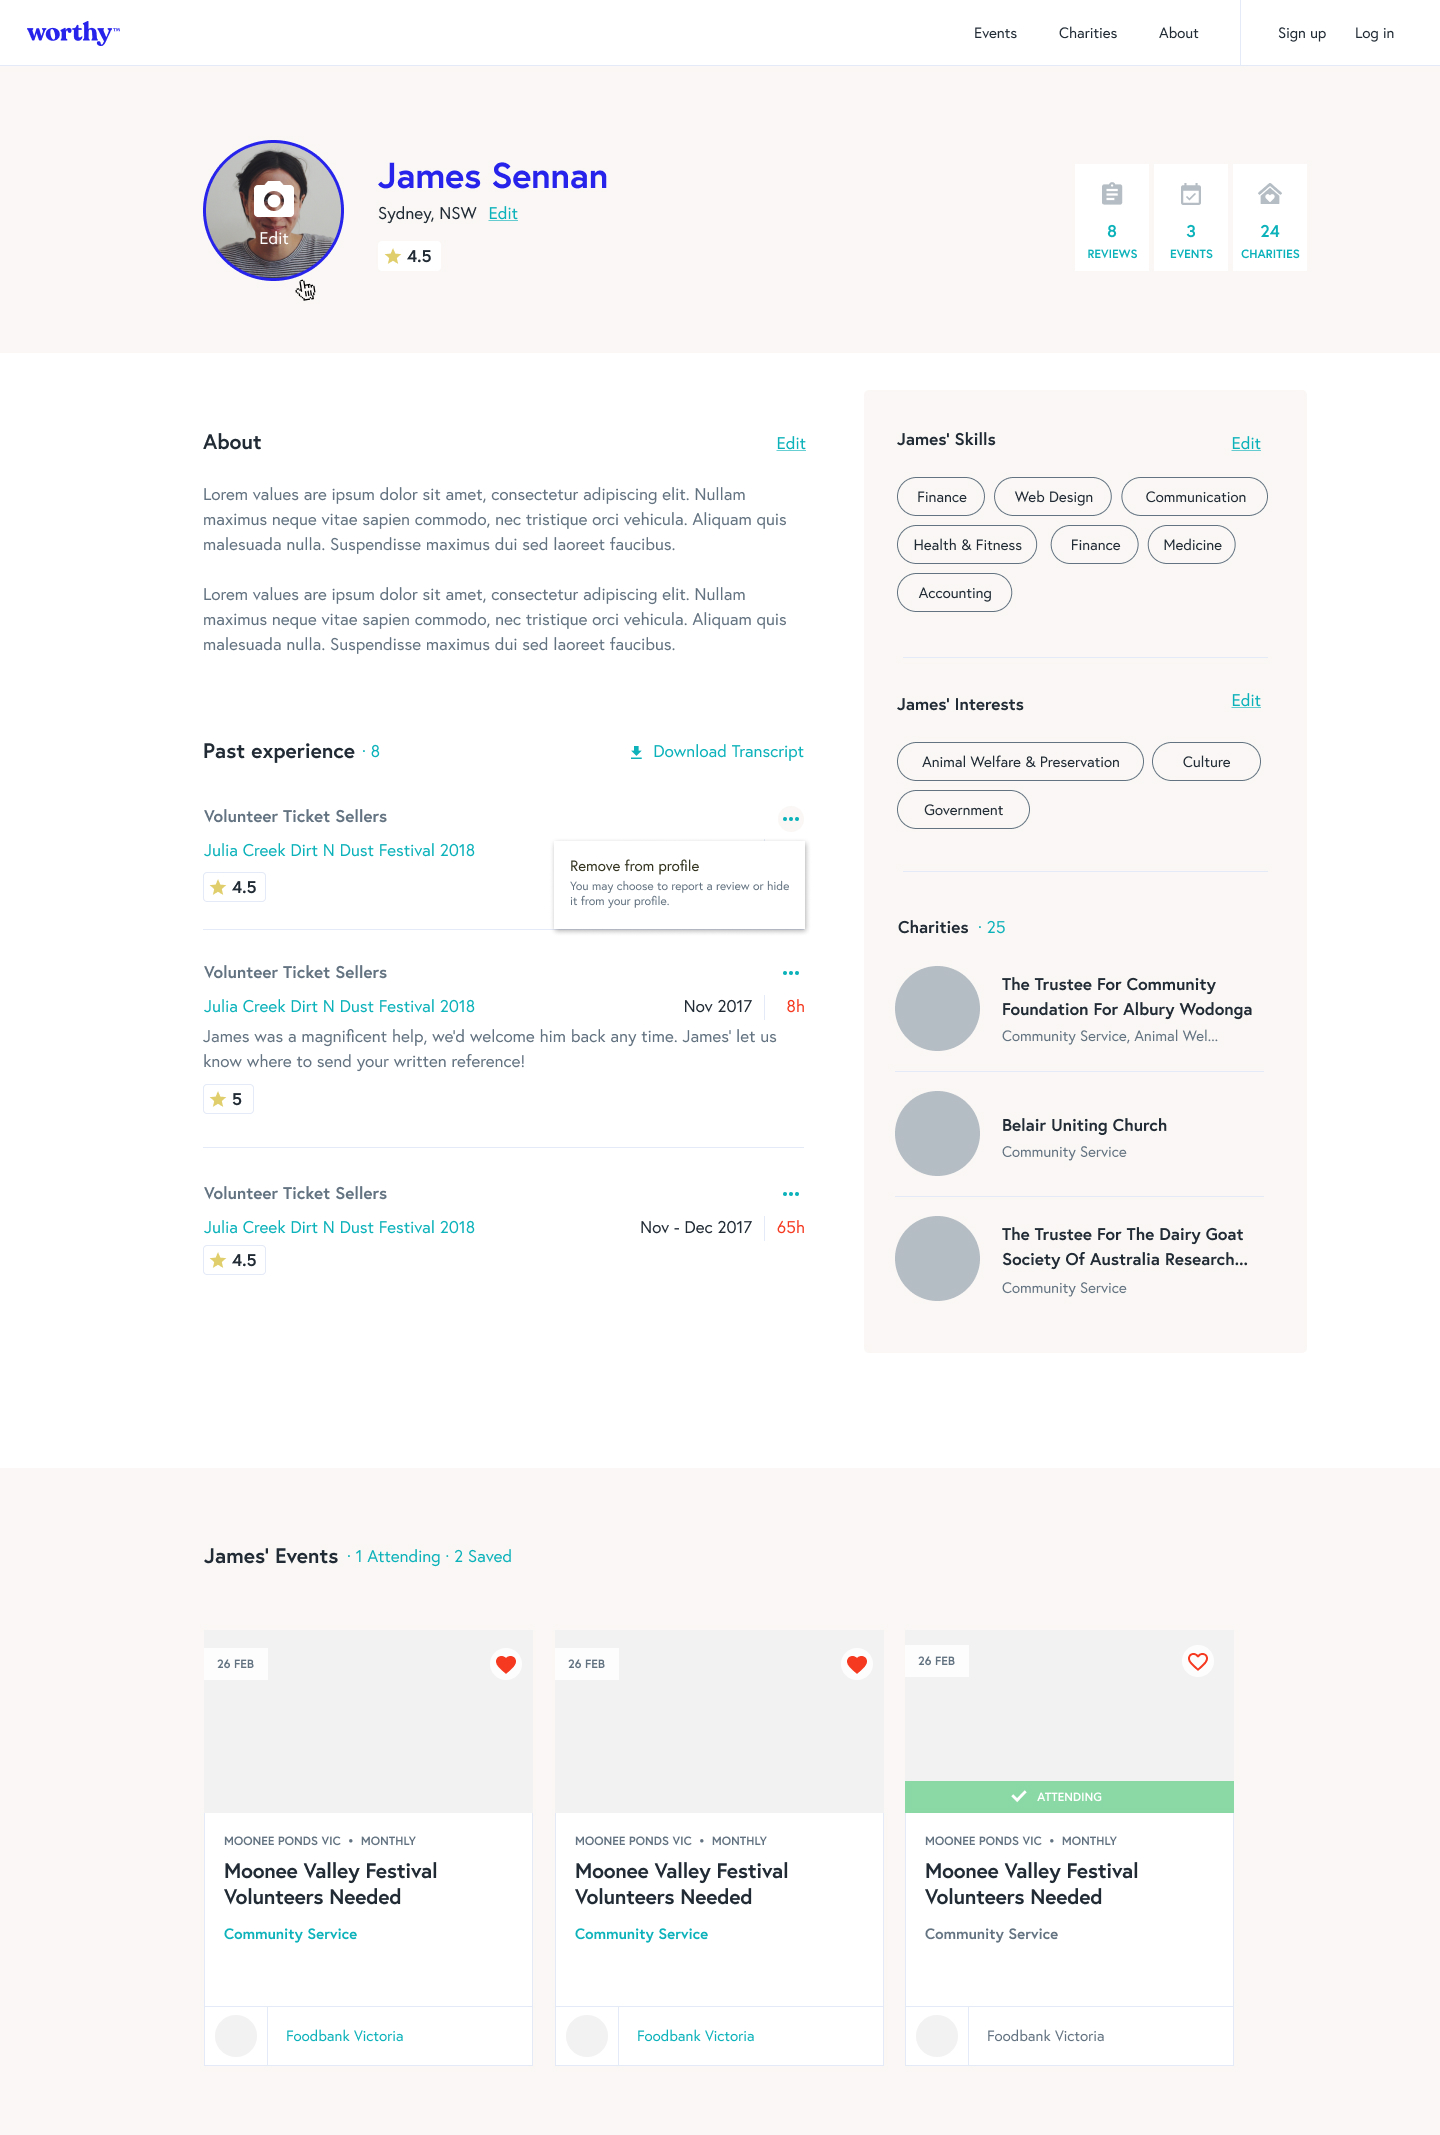 worthy™
Events Charities About Sign up Log in
Edit
James Sennan
Sydney, NSW Edit
4.5
8
REVIEWS
3
EVENTS
24
CHARITIES
About Edit
Lorem values are ipsum dolor sit amet, consectetur adipiscing elit. Nullam
maximus neque vitae sapien commodo, nec tristique orci vehicula. Aliquam quis
malesuada nulla. Suspendisse maximus dui sed laoreet faucibus.
Lorem values are ipsum dolor sit amet, consectetur adipiscing elit. Nullam
maximus neque vitae sapien commodo, nec tristique orci vehicula. Aliquam quis
malesuada nulla. Suspendisse maximus dui sed laoreet faucibus.
Past experience · 8 Download Transcript
Volunteer Ticket Sellers
Julia Creek Dirt N Dust Festival 2018
4.5
Remove from profile
You may choose to report a review or hide
it from your profile.
Volunteer Ticket Sellers
Julia Creek Dirt N Dust Festival 2018 Nov 2017 8h
James was a magnificent help, we'd welcome him back any time. James' let us
know where to send your written reference!
5
Volunteer Ticket Sellers
Julia Creek Dirt N Dust Festival 2018 Nov - Dec 2017 65h
4.5
James' Skills Edit
Finance Web Design Communication
Health & Fitness Finance Medicine
Accounting
James' Interests Edit
Animal Welfare & Preservation Culture
Government
Charities · 25
The Trustee For Community
Foundation For Albury Wodonga
Community Service, Animal Wel...
Belair Uniting Church
Community Service
The Trustee For The Dairy Goat
Society Of Australia Research...
Community Service
James' Events · 1 Attending · 2 Saved
26 FEB
MOONEE PONDS VIC • MONTHLY
Moonee Valley Festival
Volunteers Needed
Community Service
Foodbank Victoria
26 FEB
MOONEE PONDS VIC • MONTHLY
Moonee Valley Festival
Volunteers Needed
Community Service
Foodbank Victoria
26 FEB
ATTENDING
MOONEE PONDS VIC • MONTHLY
Moonee Valley Festival
Volunteers Needed
Community Service
Foodbank Victoria